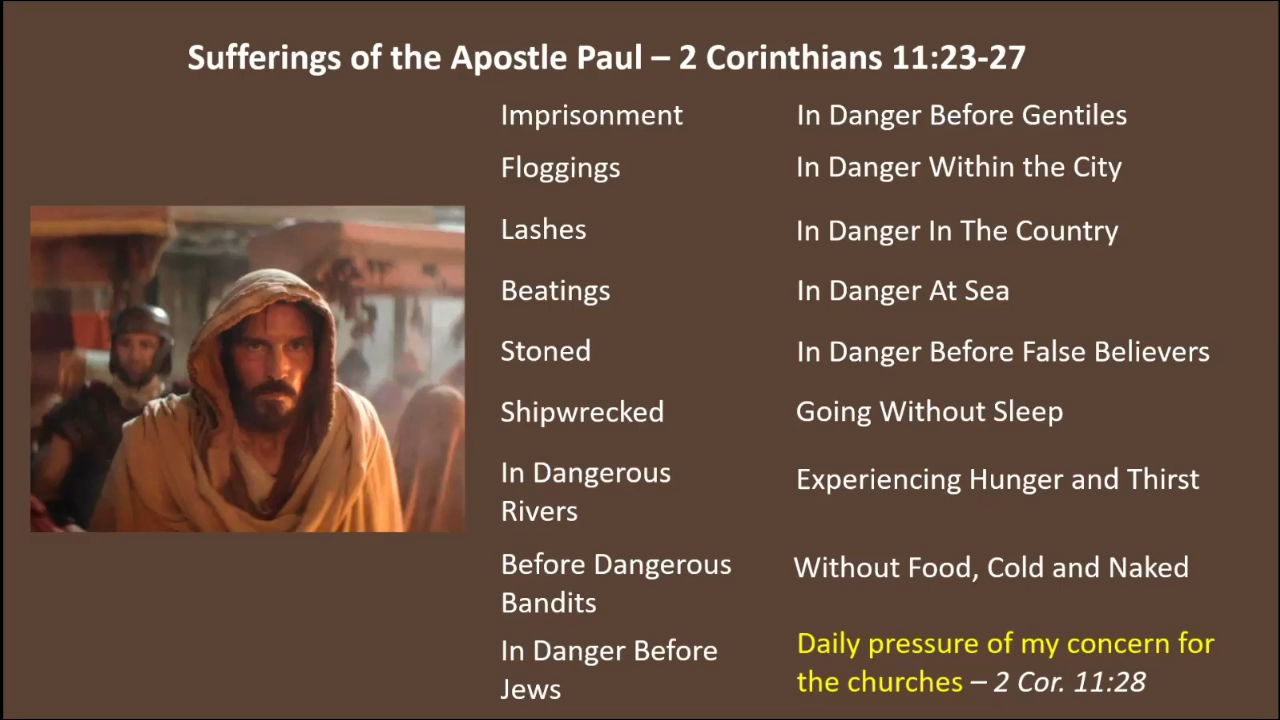 Sufferings of the Apostle Paul – 2 Corinthians 11:23-27
Imprisonment
Floggings
Lashes
Beatings
Stoned
Shipwrecked
In Dangerous
Rivers
Before Dangerous
Bandits
In Danger Before
Jews
In Danger Before Gentiles
In Danger Within the City
In Danger In The Country
In Danger At Sea
In Danger Before False Believers
Going Without Sleep
Experiencing Hunger and Thirst
Without Food, Cold and Naked
Daily pressure of my concern for
the churches – 2 Cor. 11:28